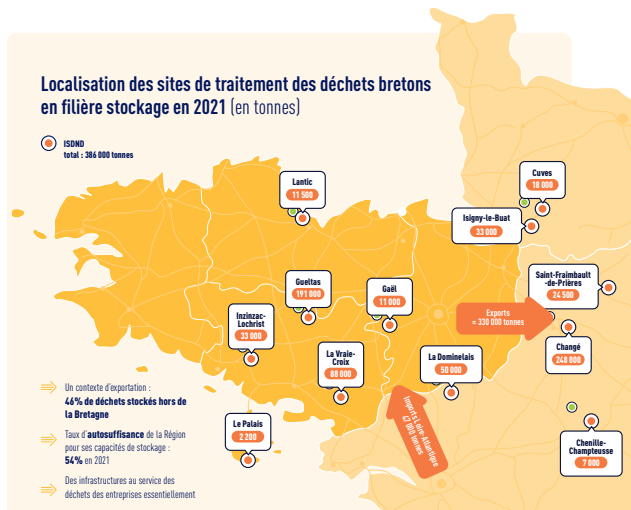 Localisation des sites de traitement des déchets bretons
en filière stockage en 2021 (en tonnes)
ISDND
total : 386 000 tonnes
Lantic
11 500
Cuves
18 000
Isigny-le-Buat
33 000
Saint-Fraimbault
-de-Prières
24 500
Gueltas
191 000
Gaël
11 000
Exports
= 330 000 tonnes
Inzinzac-
Lochrist
33 000
Changé
248 000
La Vraie-
Croix
88 000
La Dominelais
50 000
Imports Loire-Atlantique
47 000 tonnes
Le Palais
2 200
Chenille-
Champteusse
7 000
Un contexte d'exportation :
46% de déchets stockés hors de
la Bretagne
Taux d'autosuffisance de la Région
pour ses capacités de stockage :
54% en 2021
Des infrastructures au service des
déchets des entreprises essentiellement